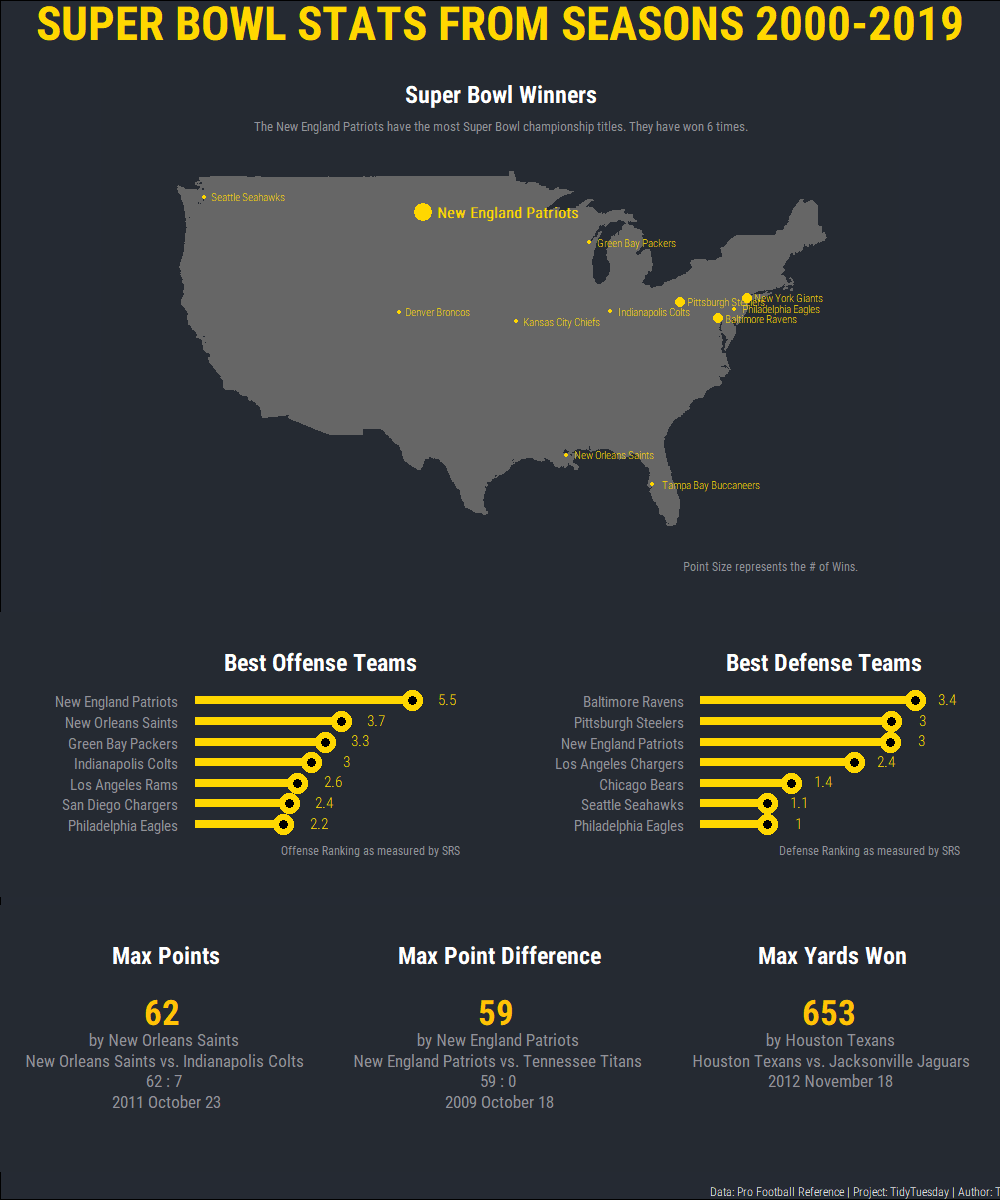 SUPER BOWL STATS FROM SEASONS 2000-2019
Super Bowl Winners
The New England Patriots have the most Super Bowl championship titles. They have won 6 times.
Seattle Seahawks
New England Patriots
Green Bay Packers
Pittsburgh Steelers
New York Giants
Philadelphia Eagles
Baltimore Ravens
Denver Broncos
Kansas City Chiefs
Indianapolis Colts
New Orleans Saints
Tampa Bay Buccaneers
Point Size represents the # of Wins.
Best Offense Teams
New England Patriots 5.5
New Orleans Saints 3.7
Green Bay Packers 3.3
Indianapolis Colts 3
Los Angeles Rams 2.6
San Diego Chargers 2.4
Philadelphia Eagles 2.2
Offense Ranking as measured by SRS
Best Defense Teams
Baltimore Ravens 3.4
Pittsburgh Steelers 3
New England Patriots 3
Los Angeles Chargers 2.4
Chicago Bears 1.4
Seattle Seahawks 1.1
Philadelphia Eagles 1
Defense Ranking as measured by SRS
Max Points
62
by New Orleans Saints
New Orleans Saints vs. Indianapolis Colts
62 : 7
2011 October 23
Max Point Difference
59
by New England Patriots
New England Patriots vs. Tennessee Titans
59 : 0
2009 October 18
Max Yards Won
653
by Houston Texans
Houston Texans vs. Jacksonville Jaguars
2012 November 18
Data: Pro Football Reference | Project: TidyTuesday | Author: T